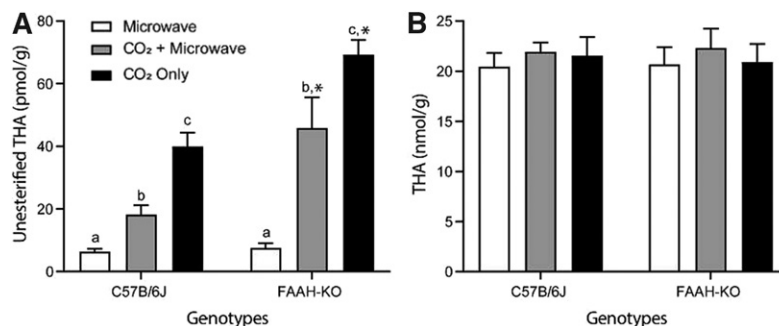 A
Unesterified THA (pmol/g)
80
60
40
20
0
Microwave
CO₂ + Microwave
CO₂ Only
a
b
c
a
b,*
c,*
C57B/6J
FAAH-KO
Genotypes
B
THA (nmol/g)
25
20
15
10
5
0
C57B/6J
FAAH-KO
Genotypes